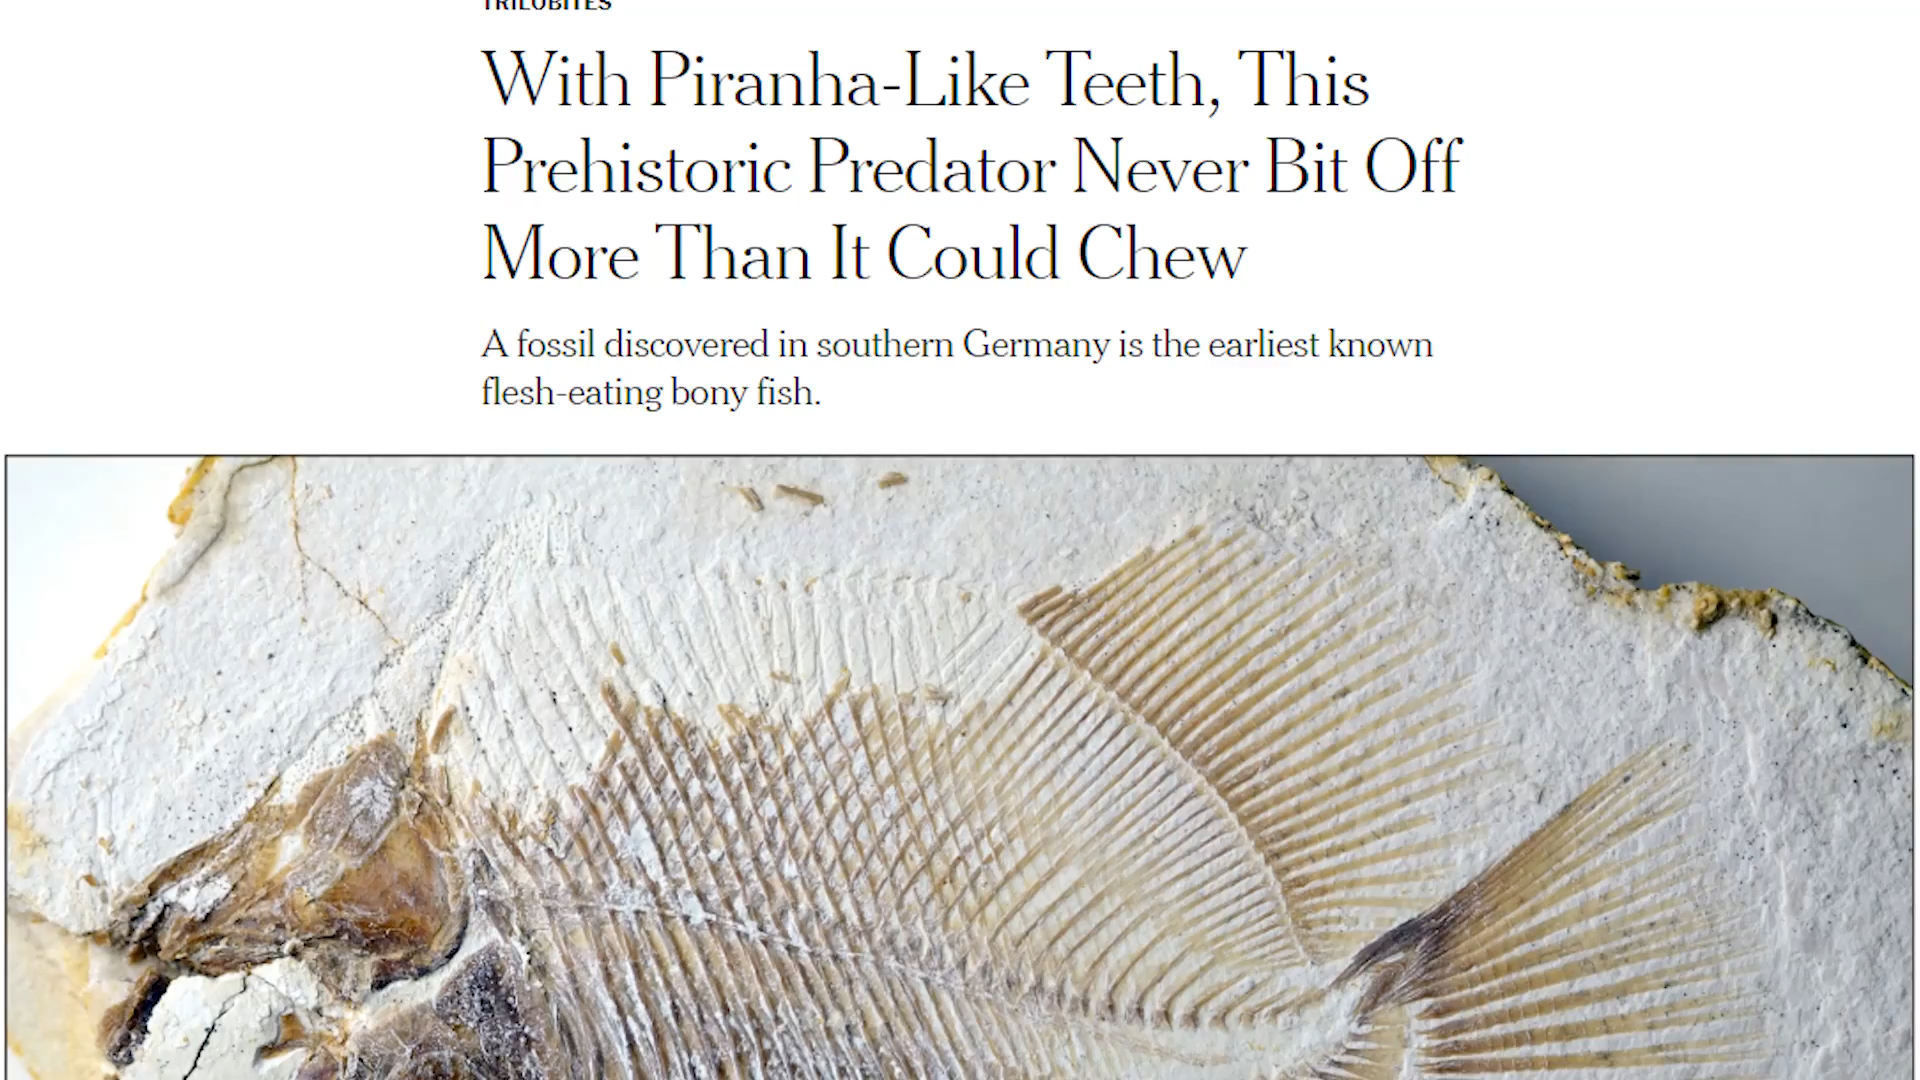 TRILOBITES
With Piranha-Like Teeth, This
Prehistoric Predator Never Bit Off
More Than It Could Chew
A fossil discovered in southern Germany is the earliest known
flesh-eating bony fish.